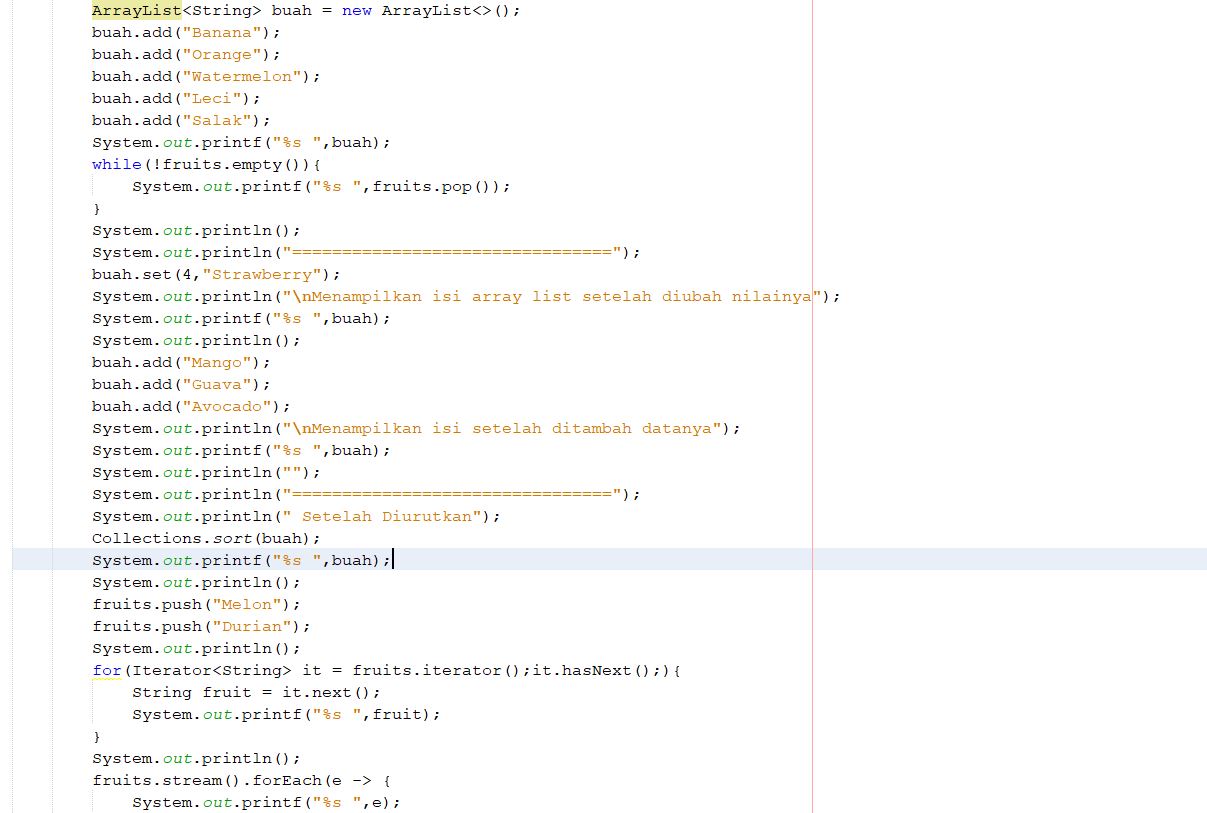 ArrayList<String> buah = new ArrayList<>();
buah.add("Banana");
buah.add("Orange");
buah.add("Watermelon");
buah.add("Leci");
buah.add("Salak");
System.out.printf("%s ",buah);
while(!fruits.empty()){
System.out.printf("%s ",fruits.pop());
}
System.out.println();
System.out.println("================================");
buah.set(4,"Strawberry");
System.out.println("\nMenampilkan isi array list setelah diubah nilainya");
System.out.printf("%s ",buah);
System.out.println();
buah.add("Mango");
buah.add("Guava");
buah.add("Avocado");
System.out.println("\nMenampilkan isi setelah ditambah datanya");
System.out.printf("%s ",buah);
System.out.println("");
System.out.println("================================");
System.out.println(" Setelah Diurutkan");
Collections.sort(buah);
System.out.printf("%s ",buah);
System.out.println();
fruits.push("Melon");
fruits.push("Durian");
System.out.println();
for(Iterator<String> it = fruits.iterator();it.hasNext();){
String fruit = it.next();
System.out.printf("%s ",fruit);
}
System.out.println();
fruits.stream().forEach(e -> {
System.out.printf("%s ",e);